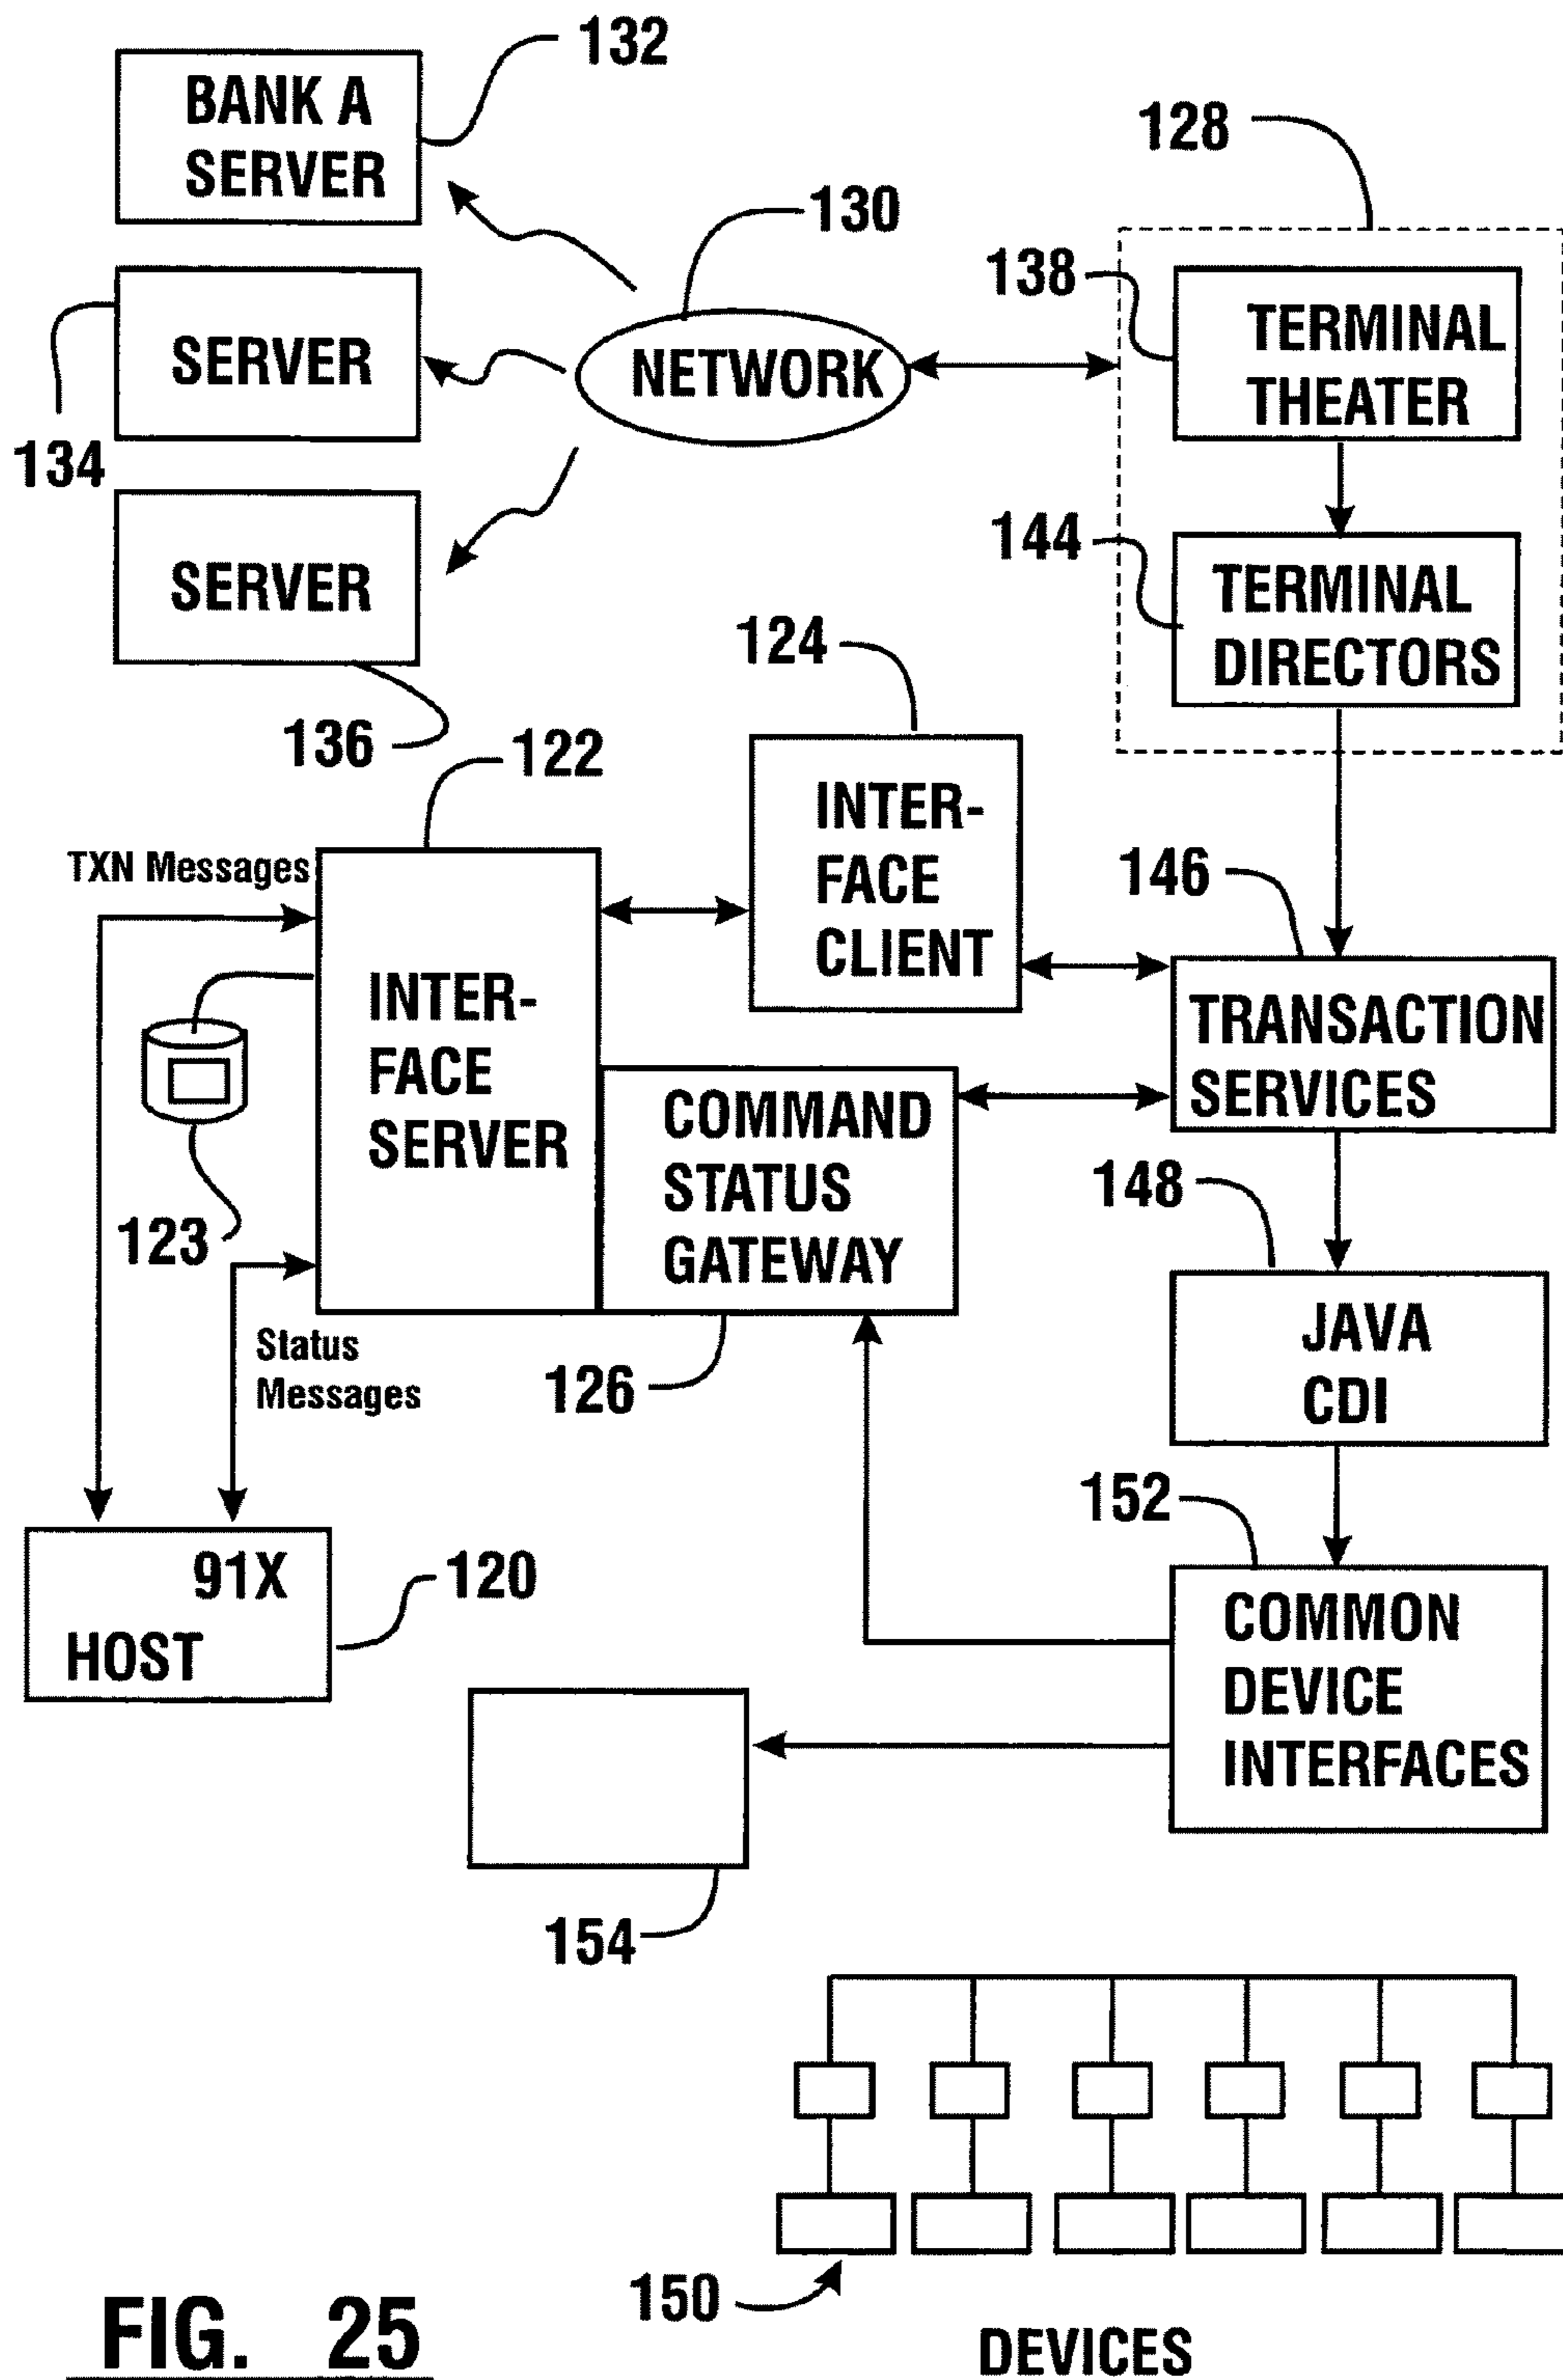 132
BANK A
SERVER
128
130
138
TERMINAL
THEATER
SERVER
NETWORK
134
144
TERMINAL
DIRECTORS
SERVER
124
136
122
INTER-
FACE
CLIENT
TXN Messages
146
INTER-
FACE
SERVER
TRANSACTION
SERVICES
COMMAND
STATUS
GATEWAY
123
148
Status
Messages
126
JAVA
CDI
152
91X
HOST
120
COMMON
DEVICE
INTERFACES
154
150
DEVICES
FIG. 25